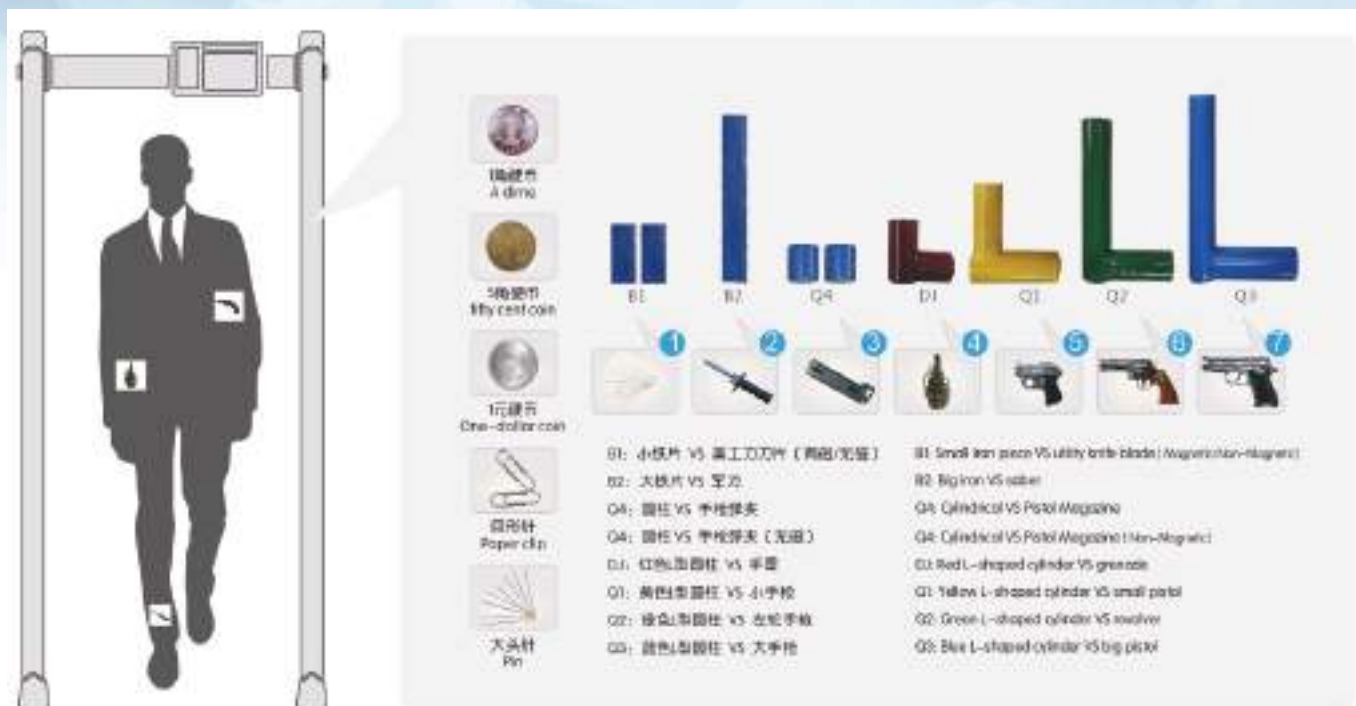 1角硬币
A dime
5角硬币
fifty cent coin
1元硬币
One-dollar coin
回形针
Paper clip
大头针
Pin
B1
B2
Q4
D1
Q1
Q2
Q3
1
2
3
4
5
6
7
B1: 小铁片 VS 美工刀刀片 (有磁/无磁)
B2: 大铁片 VS 军刀
Q4: 圆柱 VS 手枪弹夹
Q4: 圆柱 VS 手枪弹夹 (无磁)
D1: 红色L型圆柱 VS 手雷
Q1: 黄色L型圆柱 VS 小手枪
Q2: 绿色L型圆柱 VS 左轮手枪
Q3: 蓝色L型圆柱 VS 大手枪
B1: Small iron piece VS utility knife blade (Magnetic/Non-Magnetic)
B2: Big iron VS saber
Q4: Cylindrical VS Pistol Magazine
Q4: Cylindrical VS Pistol Magazine (Non-Magnetic)
D1: Red L-shaped cylinder VS grenade
Q1: Yellow L-shaped cylinder VS small pistol
Q2: Green L-shaped cylinder VS revolver
Q3: Blue L-shaped cylinder VS big pistol